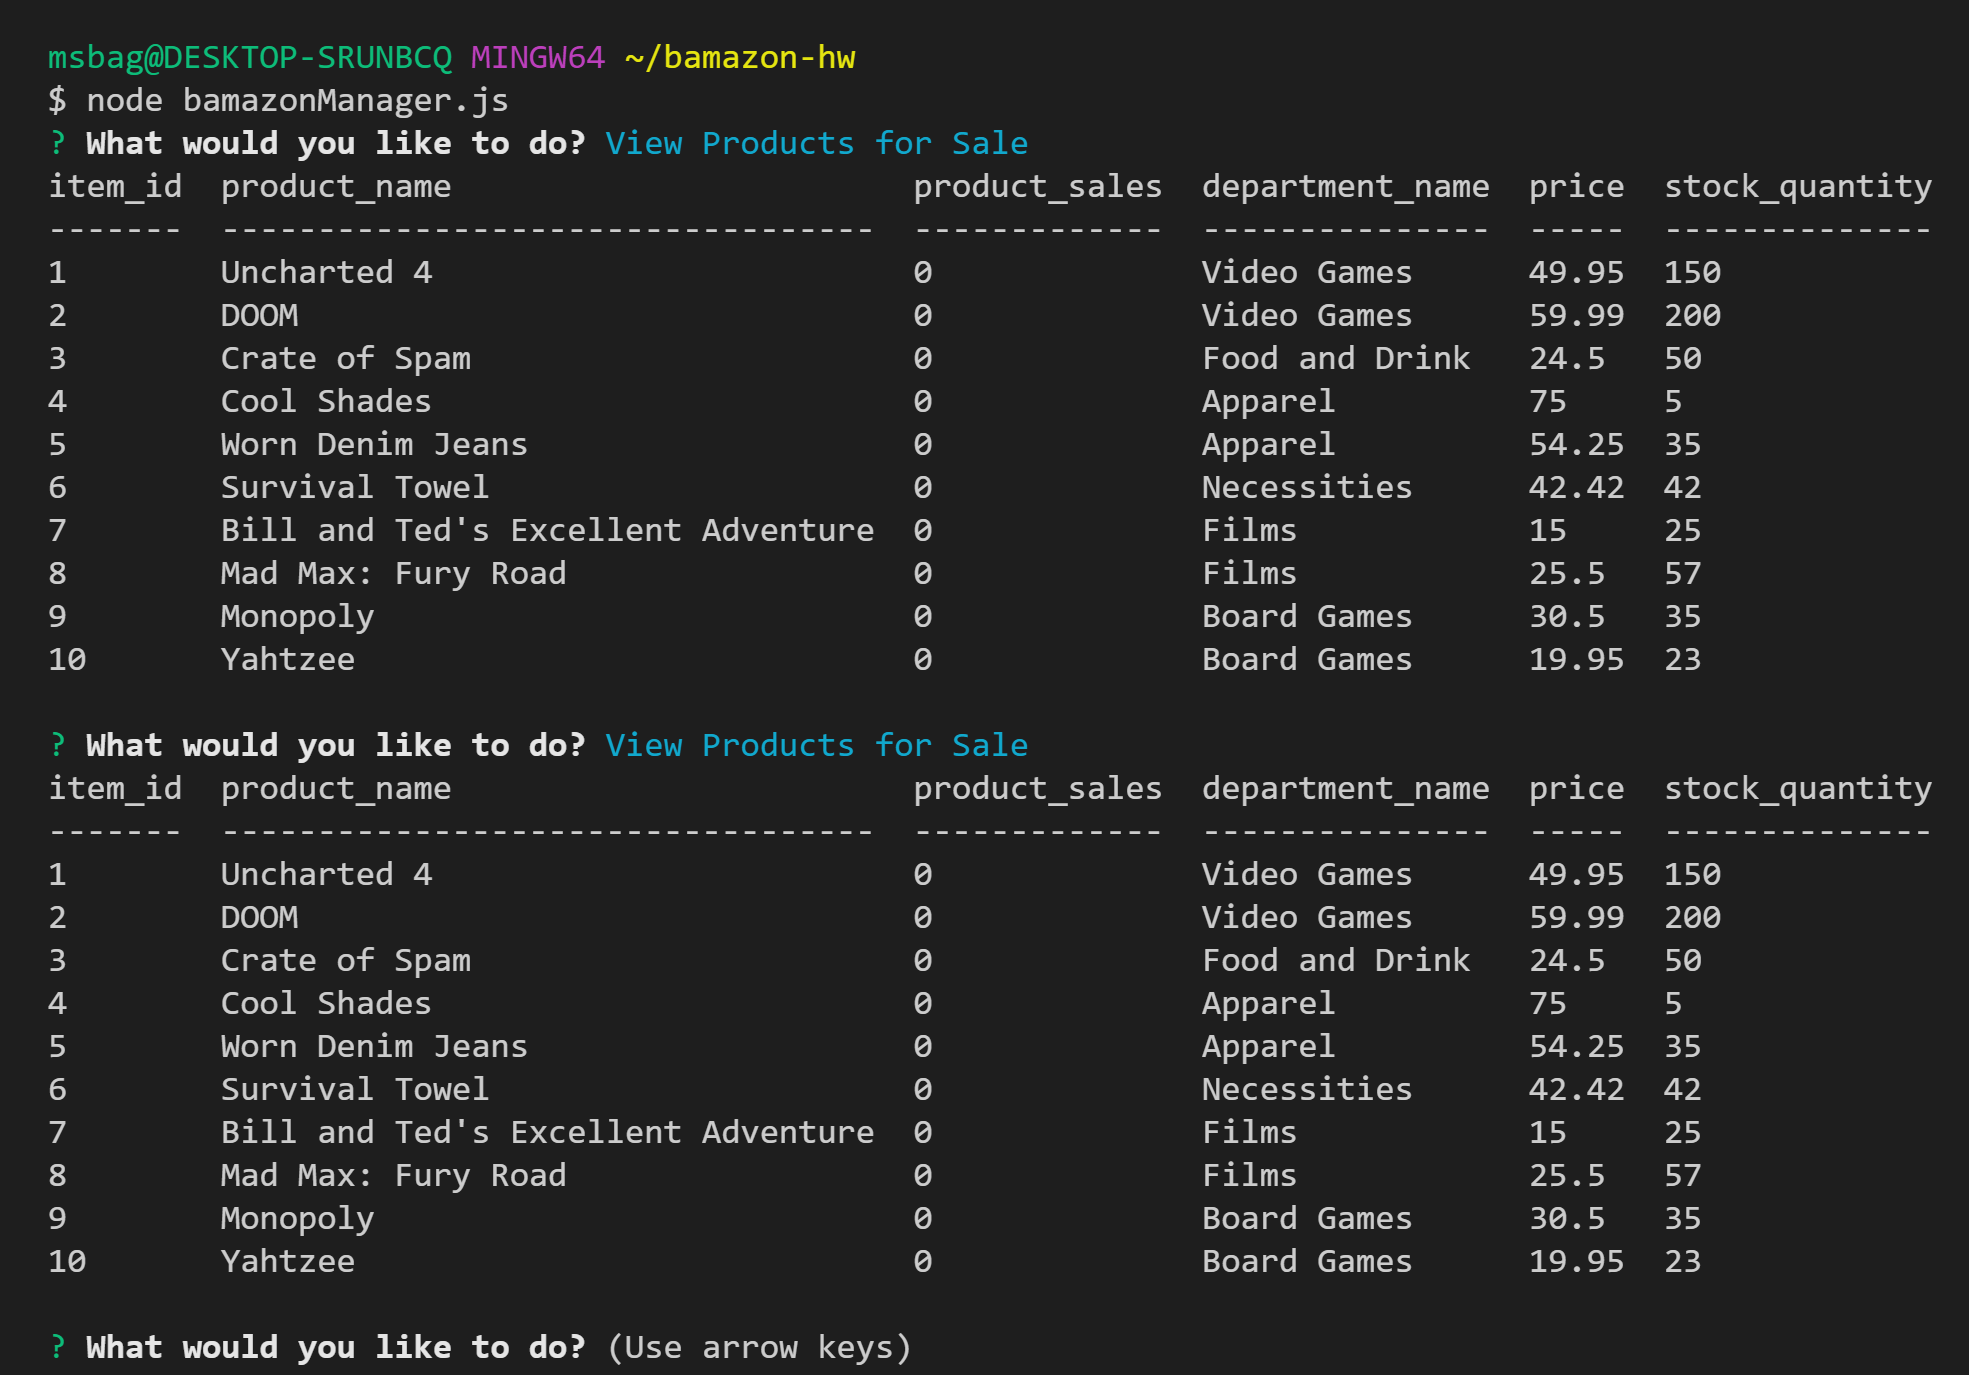 msbag@DESKTOP-SRUNBCQ MINGW64 ~/bamazon-hw
$ node bamazonManager.js
? What would you like to do? View Products for Sale
item_id  product_name                        product_sales  department_name  price  stock_quantity
-------  ----------------------------------  -------------  ---------------  -----  --------------
1        Uncharted 4                         0              Video Games      49.95  150
2        DOOM                                0              Video Games      59.99  200
3        Crate of Spam                       0              Food and Drink   24.5   50
4        Cool Shades                         0              Apparel          75     5
5        Worn Denim Jeans                    0              Apparel          54.25  35
6        Survival Towel                      0              Necessities      42.42  42
7        Bill and Ted's Excellent Adventure  0              Films            15     25
8        Mad Max: Fury Road                  0              Films            25.5   57
9        Monopoly                            0              Board Games      30.5   35
10       Yahtzee                             0              Board Games      19.95  23

? What would you like to do? View Products for Sale
item_id  product_name                        product_sales  department_name  price  stock_quantity
-------  ----------------------------------  -------------  ---------------  -----  --------------
1        Uncharted 4                         0              Video Games      49.95  150
2        DOOM                                0              Video Games      59.99  200
3        Crate of Spam                       0              Food and Drink   24.5   50
4        Cool Shades                         0              Apparel          75     5
5        Worn Denim Jeans                    0              Apparel          54.25  35
6        Survival Towel                      0              Necessities      42.42  42
7        Bill and Ted's Excellent Adventure  0              Films            15     25
8        Mad Max: Fury Road                  0              Films            25.5   57
9        Monopoly                            0              Board Games      30.5   35
10       Yahtzee                             0              Board Games      19.95  23

? What would you like to do? (Use arrow keys)